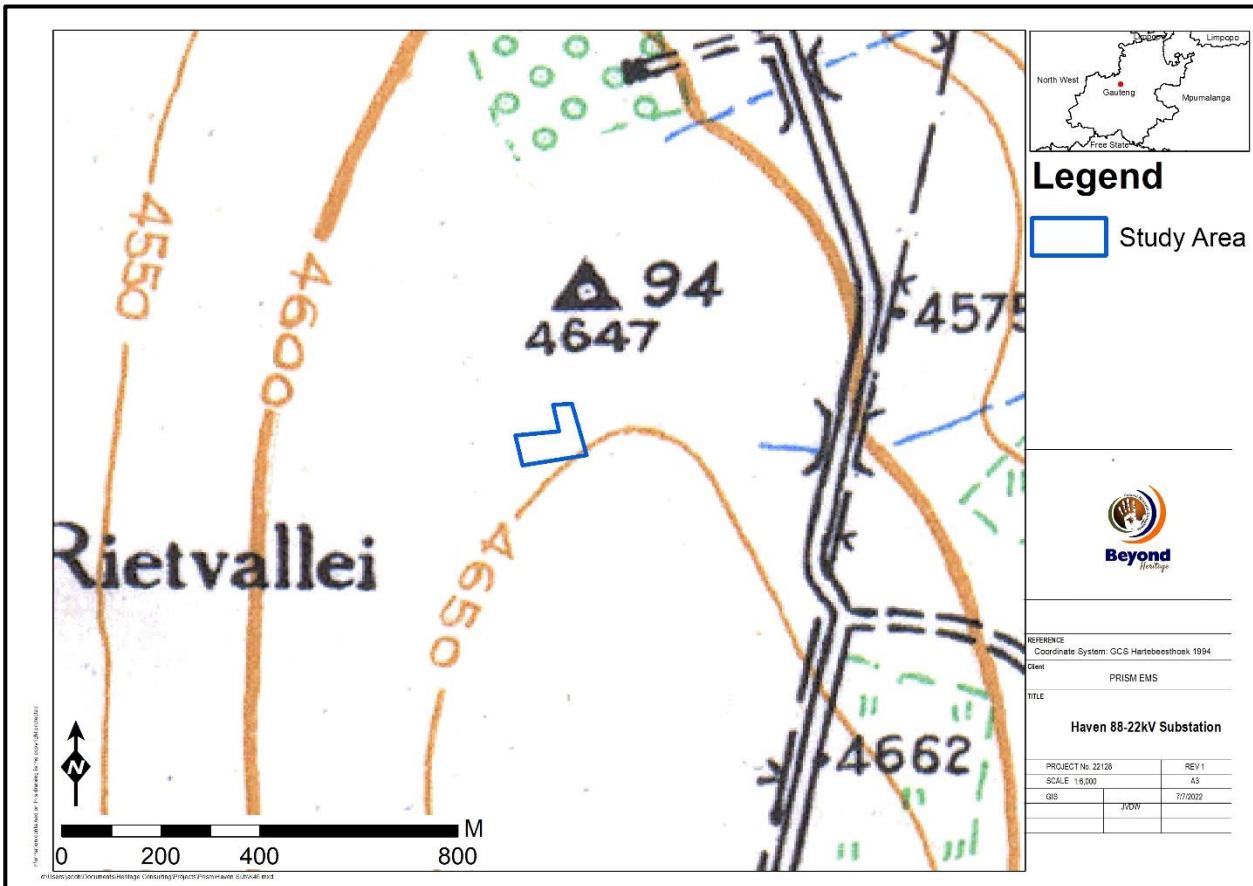 94
4647
4575
4550
4600
4650
4662
Rietvallei
N
M
0 200 400 800
Limpopo
North West
Gauteng
Mpumalanga
Free State
Legend
Study Area
Beyond
Heritage
REFERENCE
Coordinate System: GCS Hartebeesthoek 1994
Client
PRISM EMS
TITLE
Haven 88-22kV Substation
PROJECT No. 22128 REV 1
SCALE 1:6,000 A3
GIS JVDW 7/7/2022